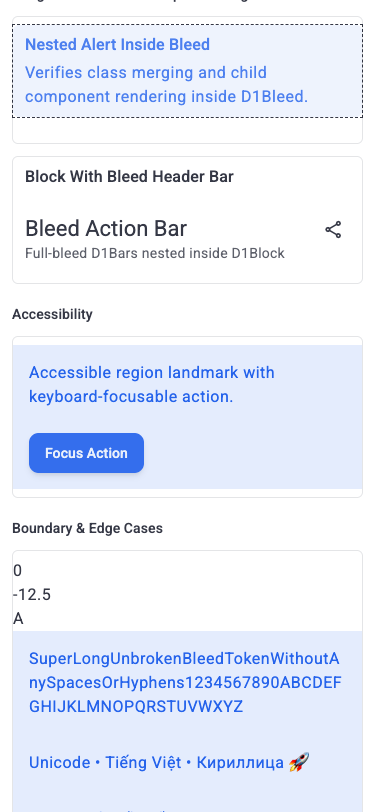 Nested Alert Inside Bleed
Verifies class merging and child
component rendering inside D1Bleed.
Block With Bleed Header Bar
Bleed Action Bar
Full-bleed D1Bars nested inside D1Block
Accessibility
Accessible region landmark with
keyboard-focusable action.
Focus Action
Boundary & Edge Cases
0
-12.5
A
SuperLongUnbrokenBleedTokenWithoutA
nySpacesOrHyphens1234567890ABCDEF
GHIJKLMNOPQRSTUVWXYZ
Unicode • Tiếng Việt • Кириллица 🚀